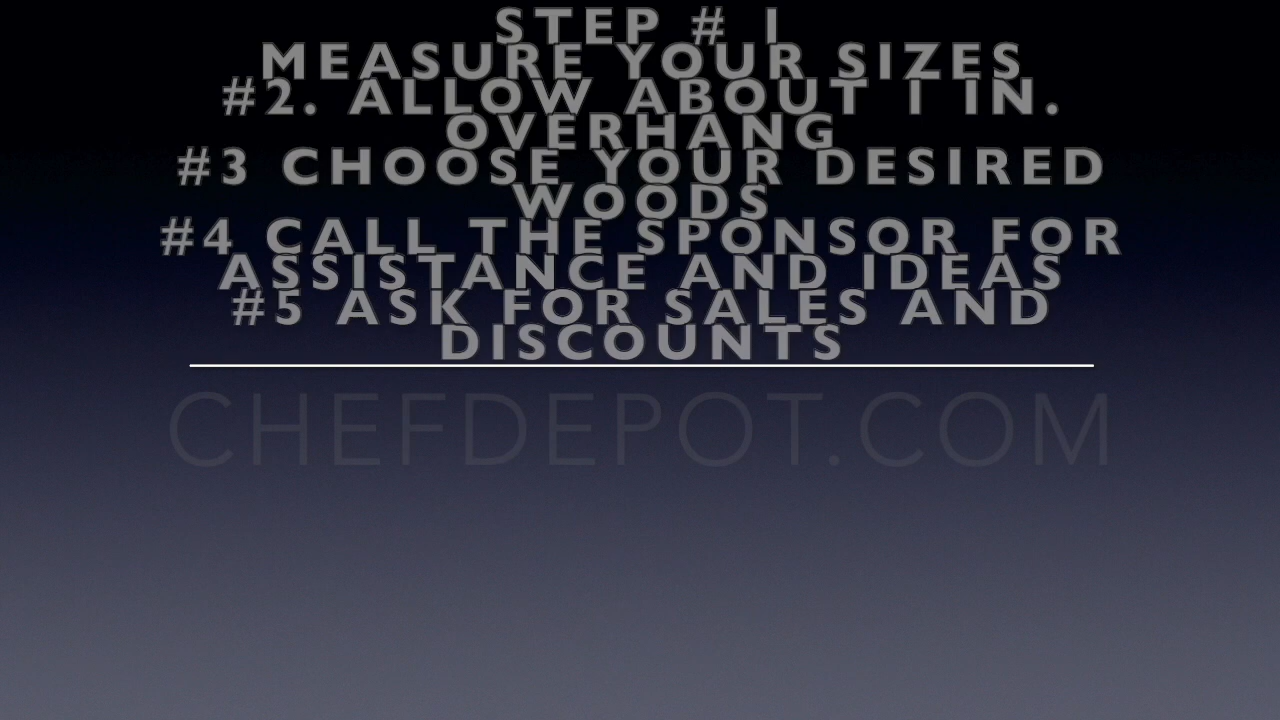 STEP # 1
MEASURE YOUR SIZES
#2. ALLOW ABOUT 1 IN.
OVERHANG
#3 CHOOSE YOUR DESIRED
WOODS
#4 CALL THE SPONSOR FOR
ASSISTANCE AND IDEAS
#5 ASK FOR SALES AND
DISCOUNTS
CHEFDEPOT.COM